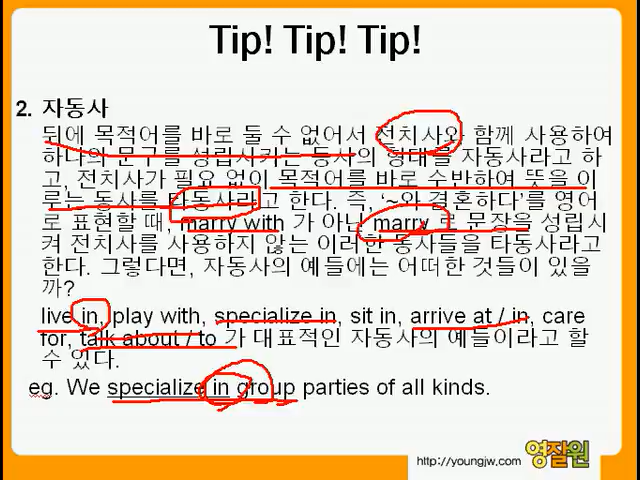 Tip! Tip! Tip!
2. 자동사
뒤에 목적어를 바로 둘 수 없어서 전치사와 함께 사용하여
하나의 문구를 성립시키는 동사의 형태를 자동사라고 하
고, 전치사가 필요 없이 목적어를 바로 수반하여 뜻을 이
루는 동사를 타동사라고 한다. 즉, '~와 결혼하다'를 영어
로 표현할 때, marry with 가 아닌 marry 로 문장을 성립시
켜 전치사를 사용하지 않는 이러한 동사들을 타동사라고
한다. 그렇다면, 자동사의 예들에는 어떠한 것들이 있을
까?
live in, play with, specialize in, sit in, arrive at / in, care
for, talk about / to 가 대표적인 자동사의 예들이라고 할
수 있다.
eg. We specialize in group parties of all kinds.
http://youngjw.com
영잘원